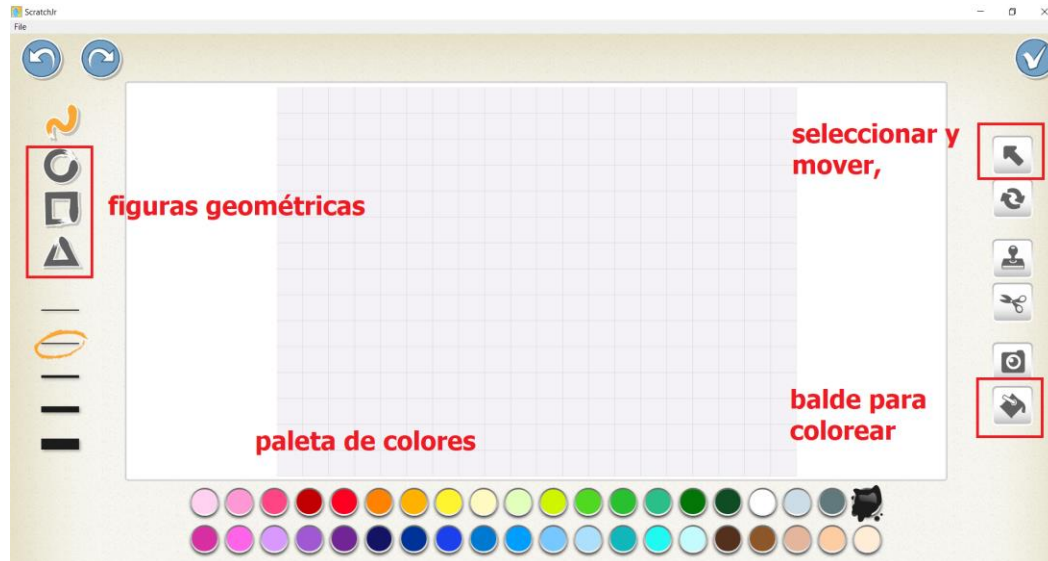 ScratchJr
File
seleccionar y
mover,
figuras geométricas
balde para
colorear
paleta de colores